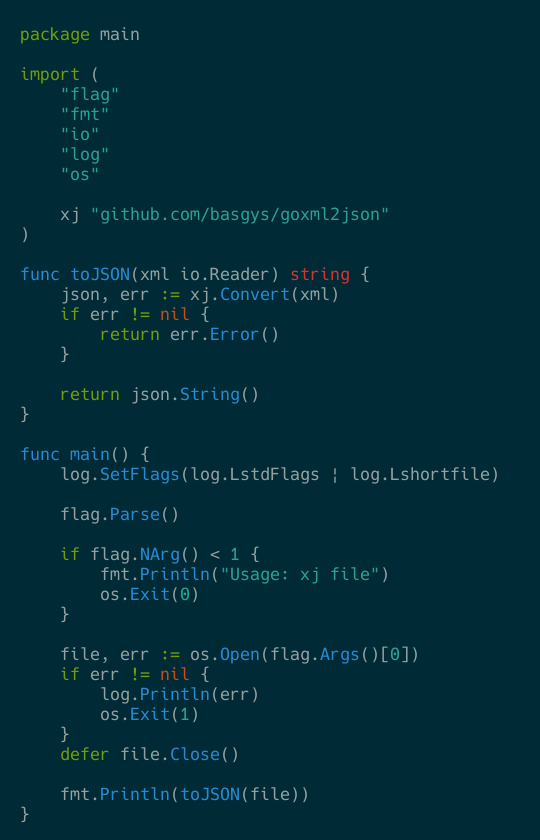 package main

import (
    "flag"
    "fmt"
    "io"
    "log"
    "os"

    xj "github.com/basgys/goxml2json"
)

func toJSON(xml io.Reader) string {
    json, err := xj.Convert(xml)
    if err != nil {
        return err.Error()
    }

    return json.String()
}

func main() {
    log.SetFlags(log.LstdFlags ¦ log.Lshortfile)

    flag.Parse()

    if flag.NArg() < 1 {
        fmt.Println("Usage: xj file")
        os.Exit(0)
    }

    file, err := os.Open(flag.Args()[0])
    if err != nil {
        log.Println(err)
        os.Exit(1)
    }
    defer file.Close()

    fmt.Println(toJSON(file))
}